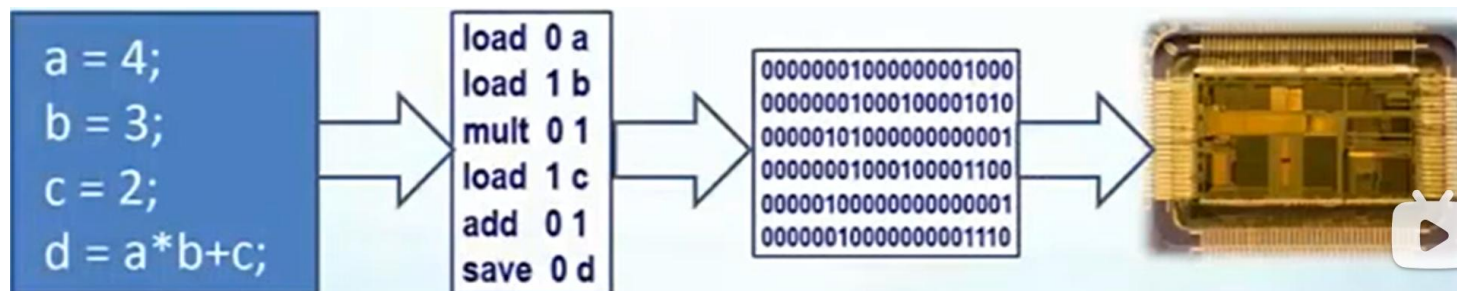 a = 4;
b = 3;
c = 2;
d = a*b+c;
load 0 a
load 1 b
mult 0 1
load 1 c
add 0 1
save 0 d
00000001000000001000
00000001000100001010
00000101000000000001
00000001000100001100
00000100000000000001
00000010000000001110